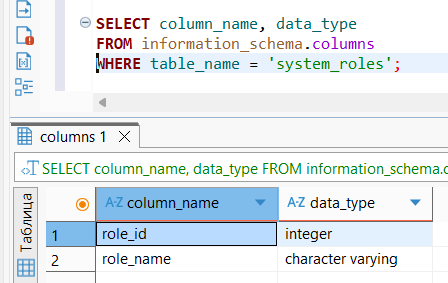 SELECT column_name, data_type
FROM information_schema.columns
WHERE table_name = 'system_roles';
columns 1
SELECT column_name, data_type FROM information_schema.c
Таблица
A-Z column_name A-Z data_type
1 role_id integer
2 role_name character varying